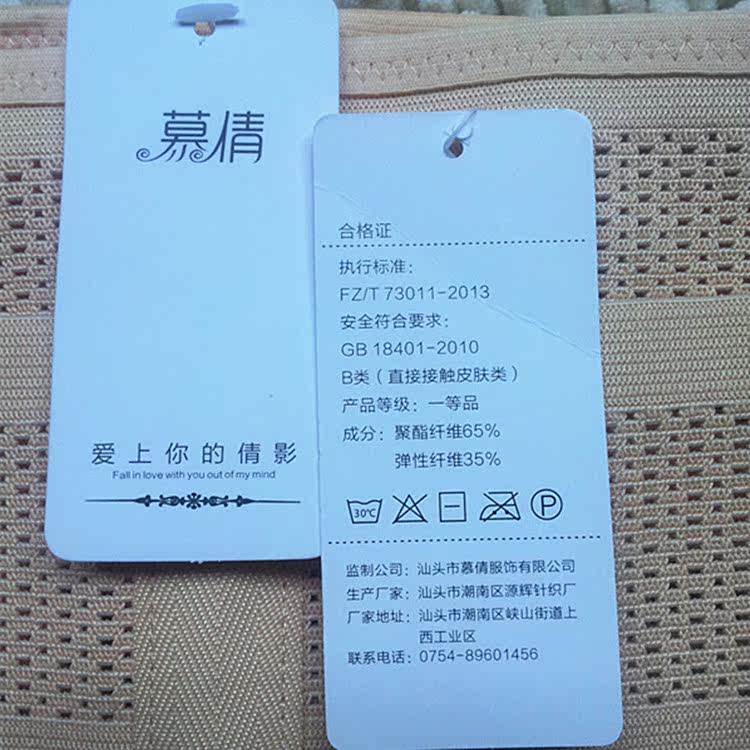 慕倩
爱上你的倩影
Fall in love with you out of my mind
合格证
执行标准：
FZ/T 73011-2013
安全符合要求：
GB 18401-2010
B类（直接接触皮肤类）
产品等级：一等品
成分：聚酯纤维65%
弹性纤维35%
30℃
P
监制公司：汕头市慕倩服饰有限公司
生产厂家：汕头市潮南区源辉针织厂
厂家地址：汕头市潮南区峡山街道上
西工业区
联系电话：0754-89601456